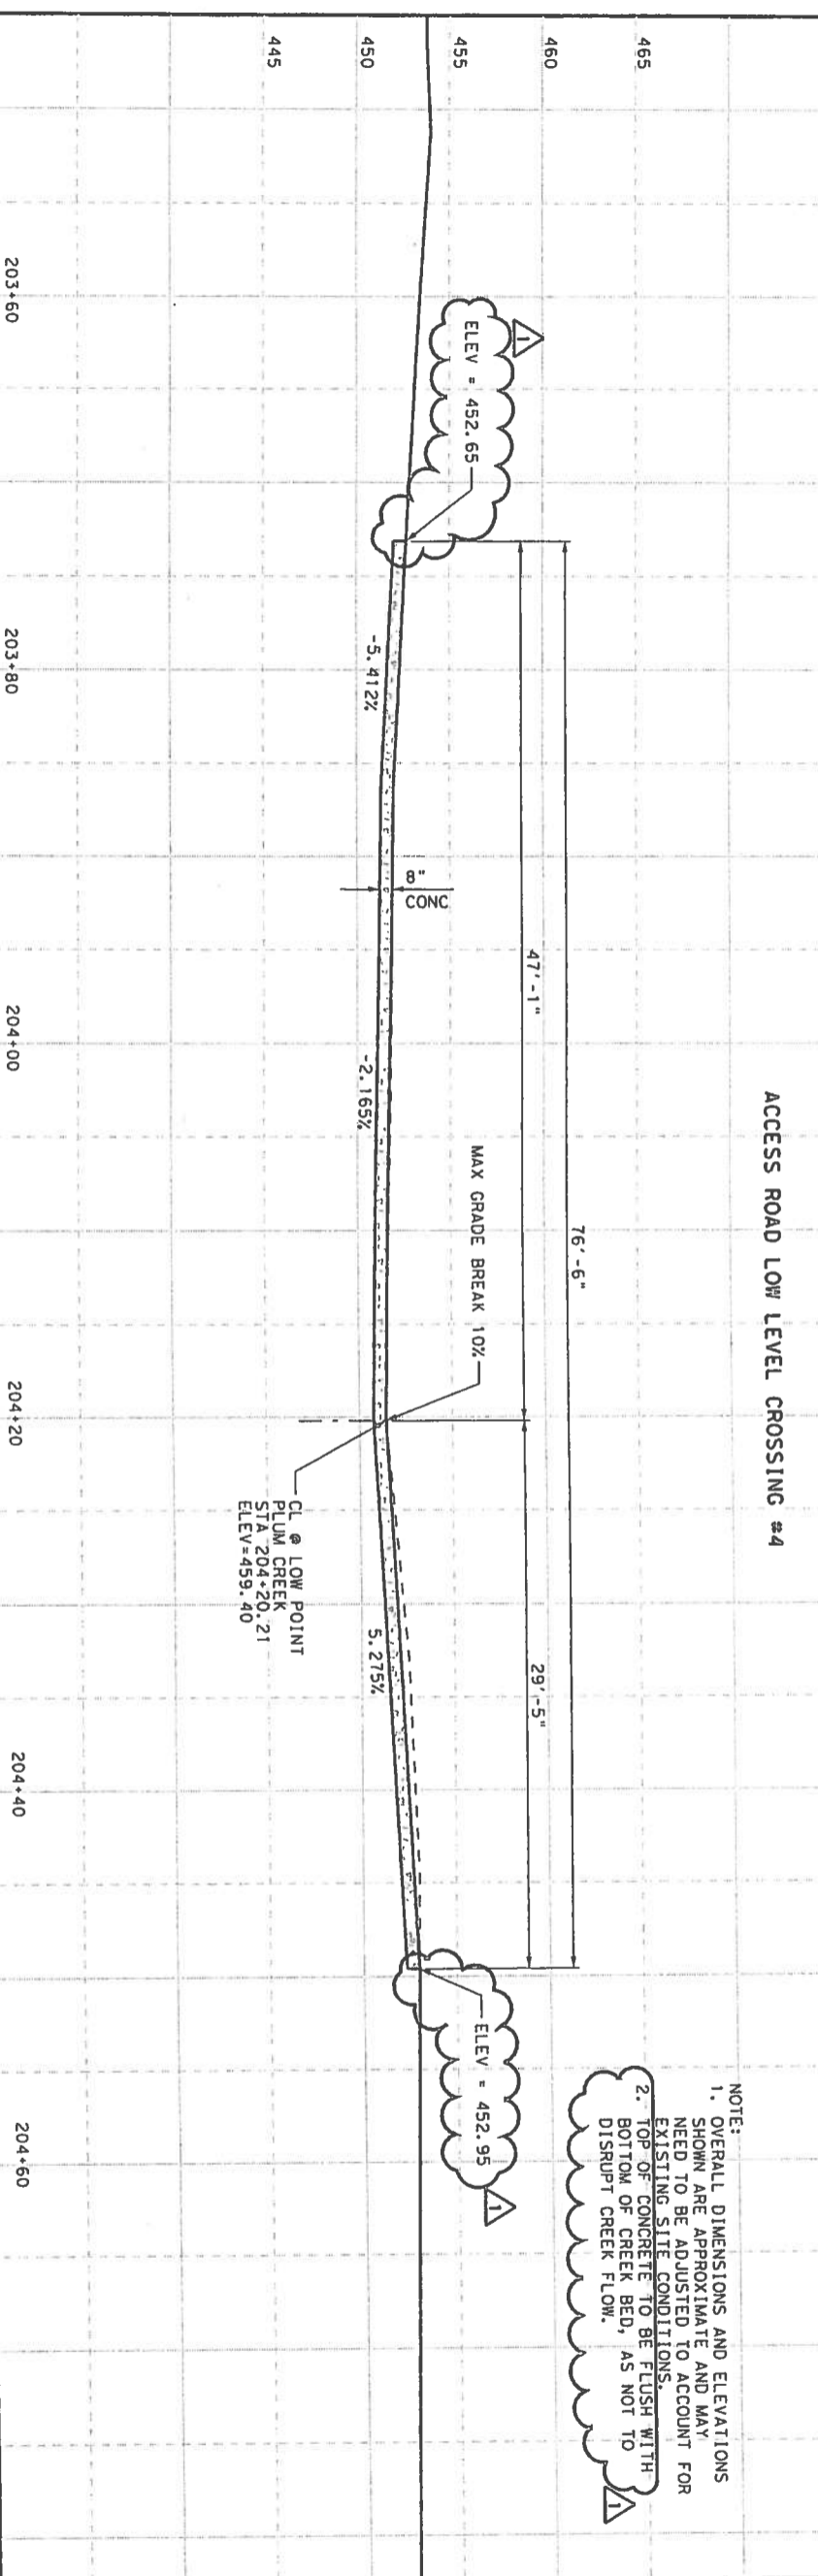 ACCESS ROAD LOW LEVEL CROSSING #4
NOTE:
1. OVERALL DIMENSIONS AND ELEVATIONS
SHOWN ARE APPROXIMATE AND MAY
NEED TO BE ADJUSTED TO ACCOUNT FOR
EXISTING SITE CONDITIONS.
2. TOP OF CONCRETE TO BE FLUSH WITH
BOTTOM OF CREEK BED, AS NOT TO
DISRUPT CREEK FLOW.
1
465
460
455
450
445
1
ELEV = 452.65
76'-6"
47'-1"
29'-5"
MAX GRADE BREAK 10%
ELEV = 452.95
1
8"
CONC
-5.412%
-2.165%
5.275%
CL @ LOW POINT
PLUM CREEK
STA 204+20.21
ELEV=459.40
203+60
203+80
204+00
204+20
204+40
204+60